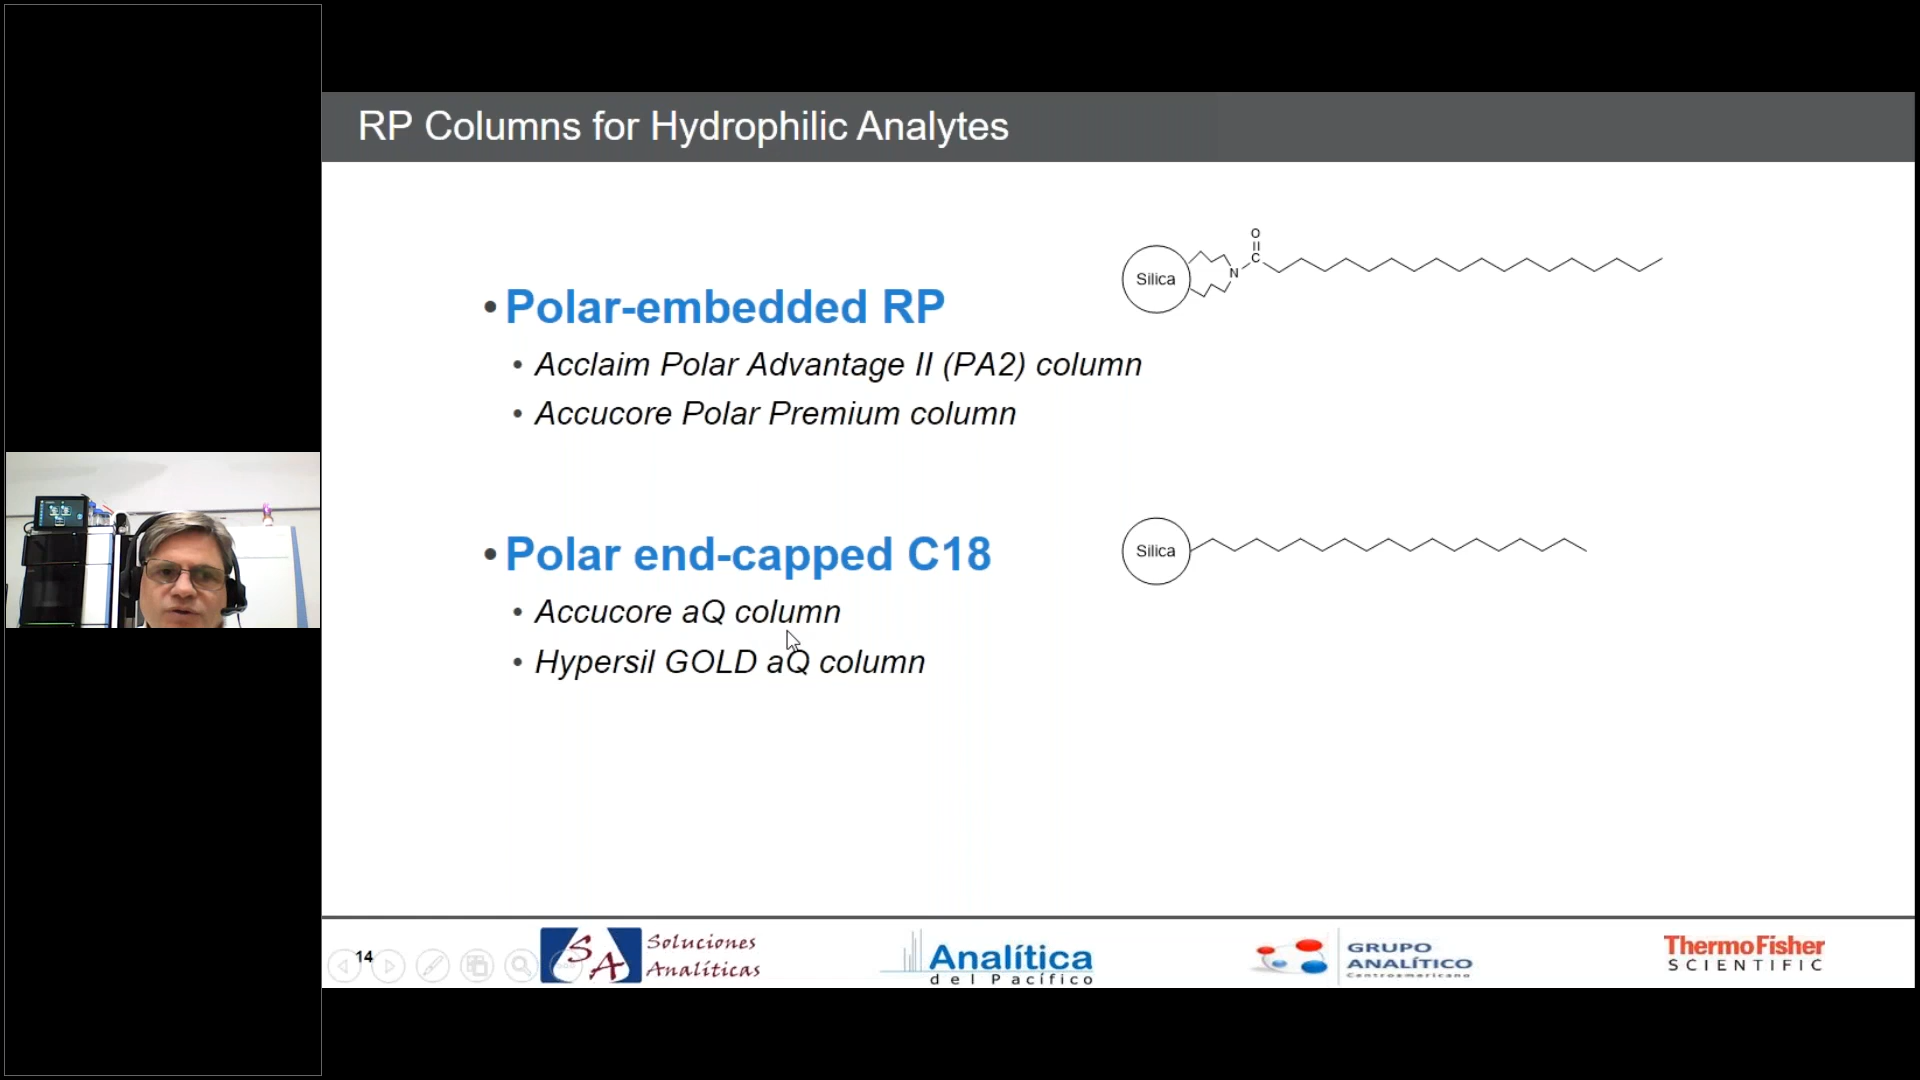 RP Columns for Hydrophilic Analytes
O
C
N
Silica
• Polar-embedded RP
• Acclaim Polar Advantage II (PA2) column
• Accucore Polar Premium column
Silica
• Polar end-capped C18
• Accucore aQ column
• Hypersil GOLD aQ column
14
SA
Soluciones
Analíticas
Analítica
del Pacífico
GRUPO
ANALÍTICO
Centroamericano
ThermoFisher
SCIENTIFIC